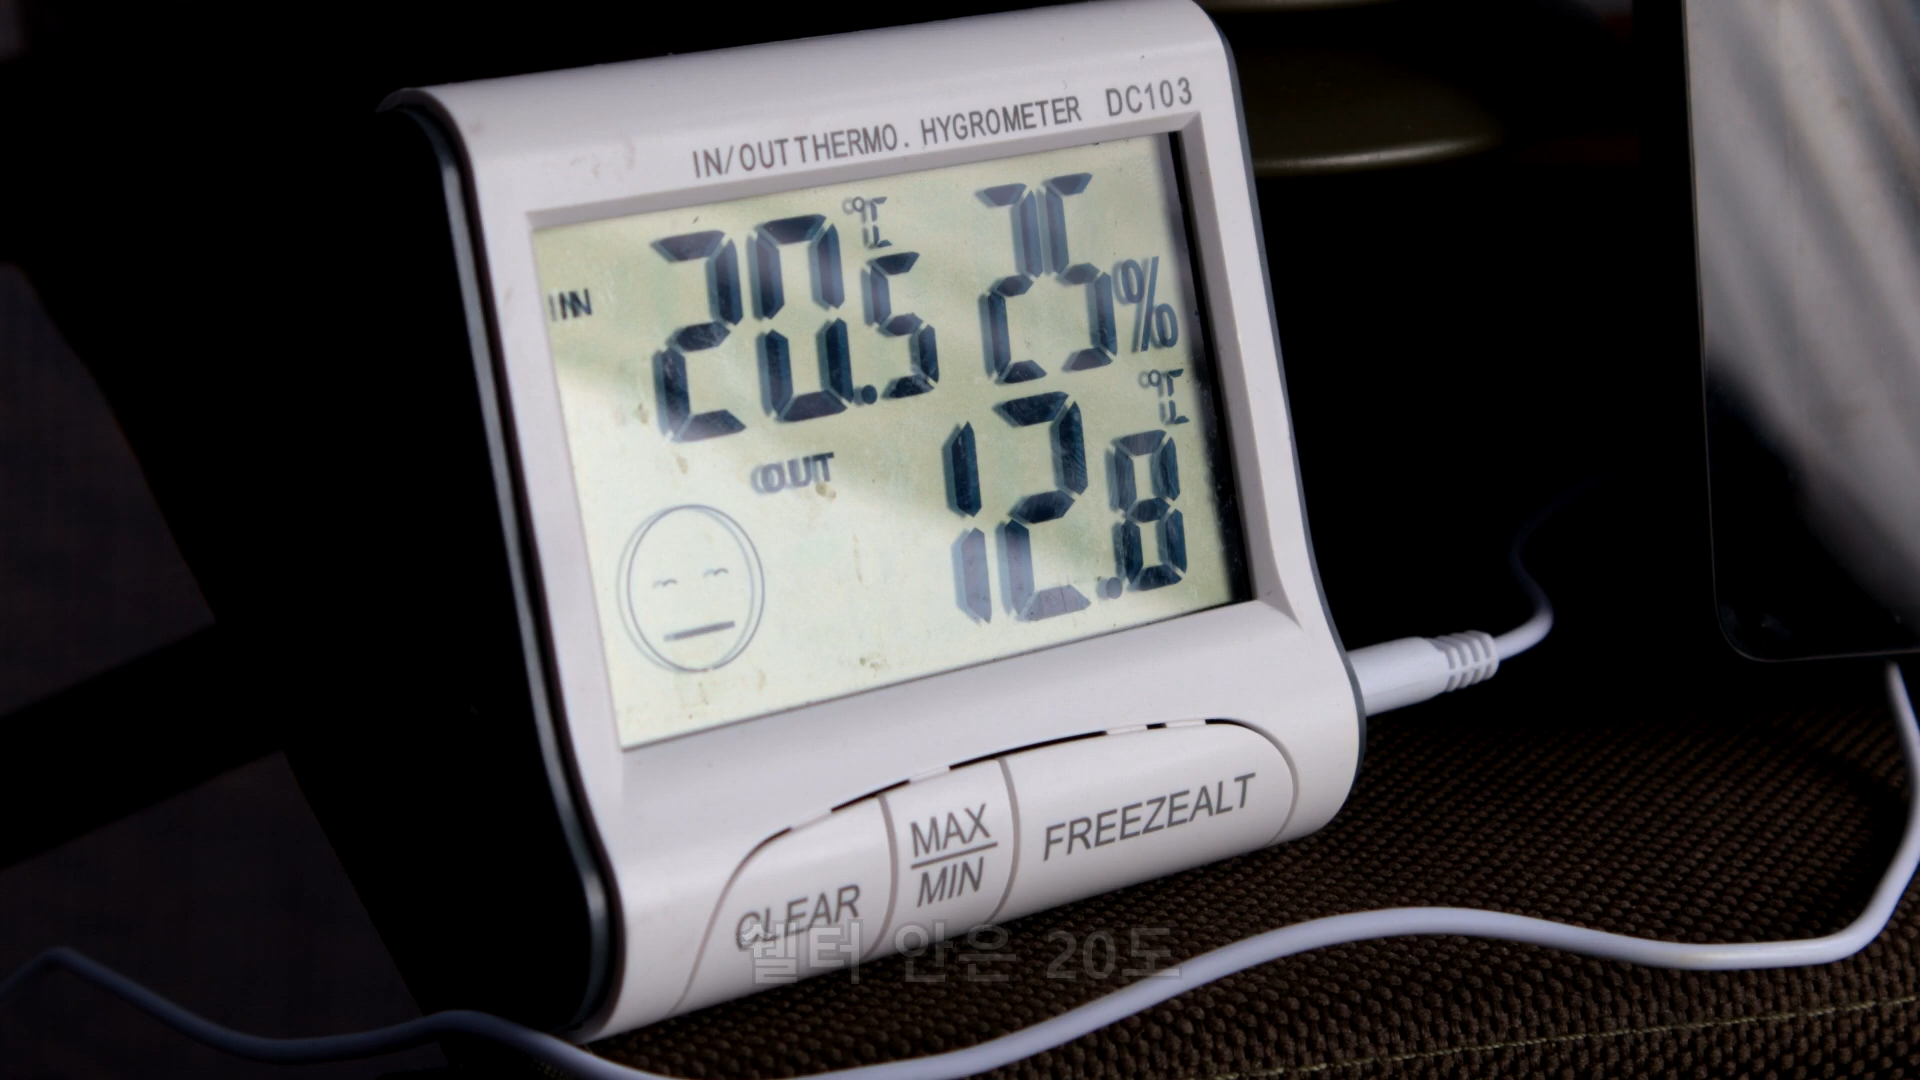 IN/OUT THERMO. HYGROMETER DC103
IN 20.5 °C 25%
OUT 12.8 °C
CLEAR
MAX
MIN
FREEZEALT
쉘터 안은 20도